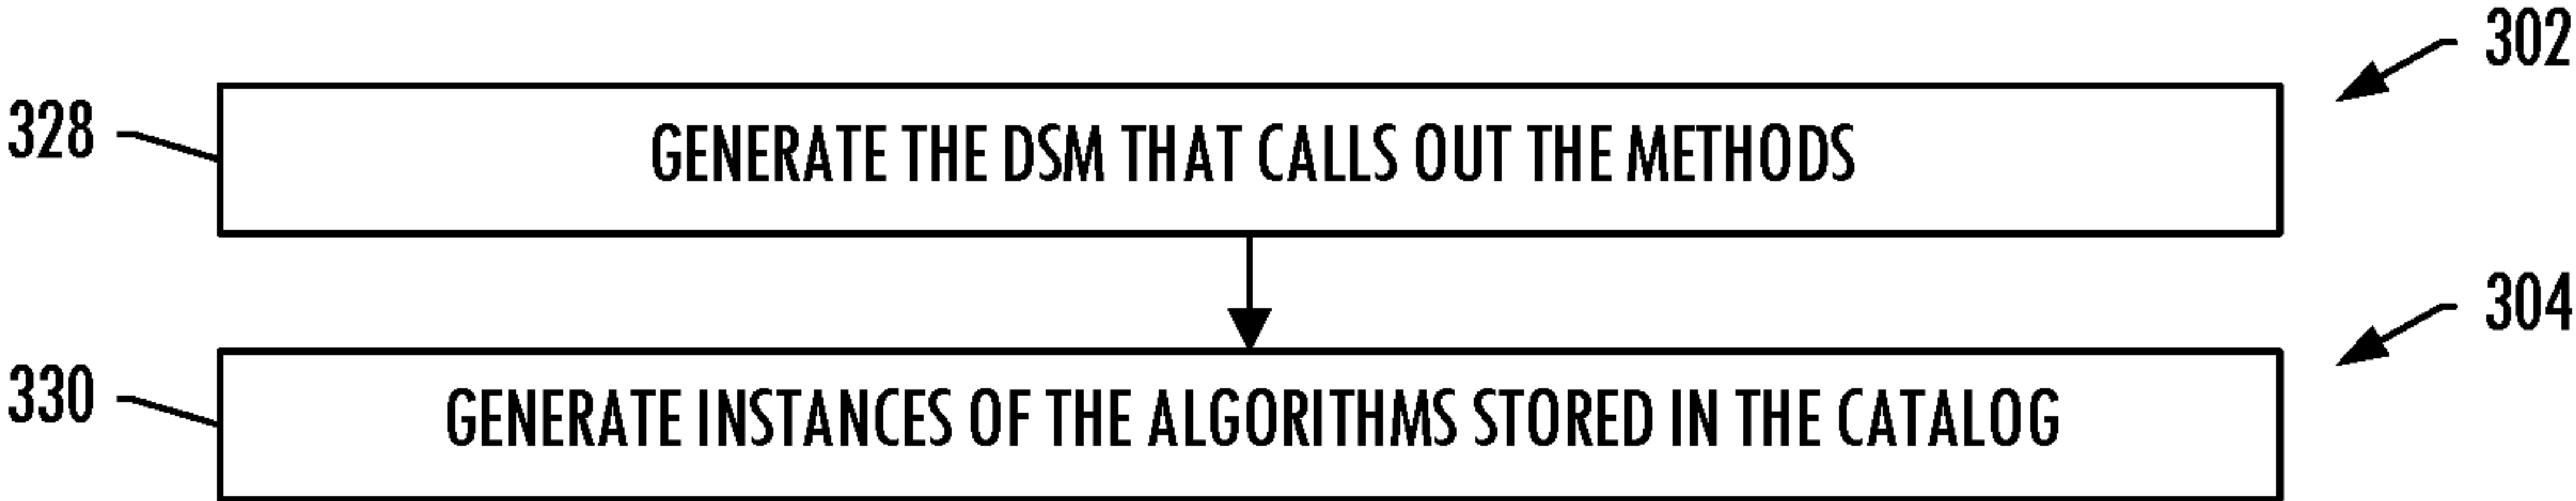 302
328
GENERATE THE DSM THAT CALLS OUT THE METHODS
304
330
GENERATE INSTANCES OF THE ALGORITHMS STORED IN THE CATALOG